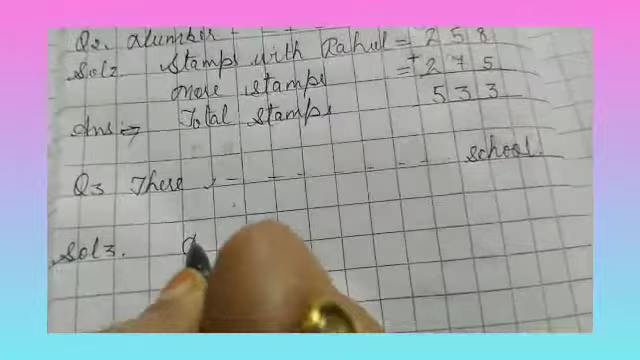 Q2. A Number - - + -
Sol2. Stamps with Rahul = 2 5 8
more stamps = + 2 7 5
Ans ⇒ Total stamps 5 3 3
Q3 There , - - - - - - - school.
Sol3.